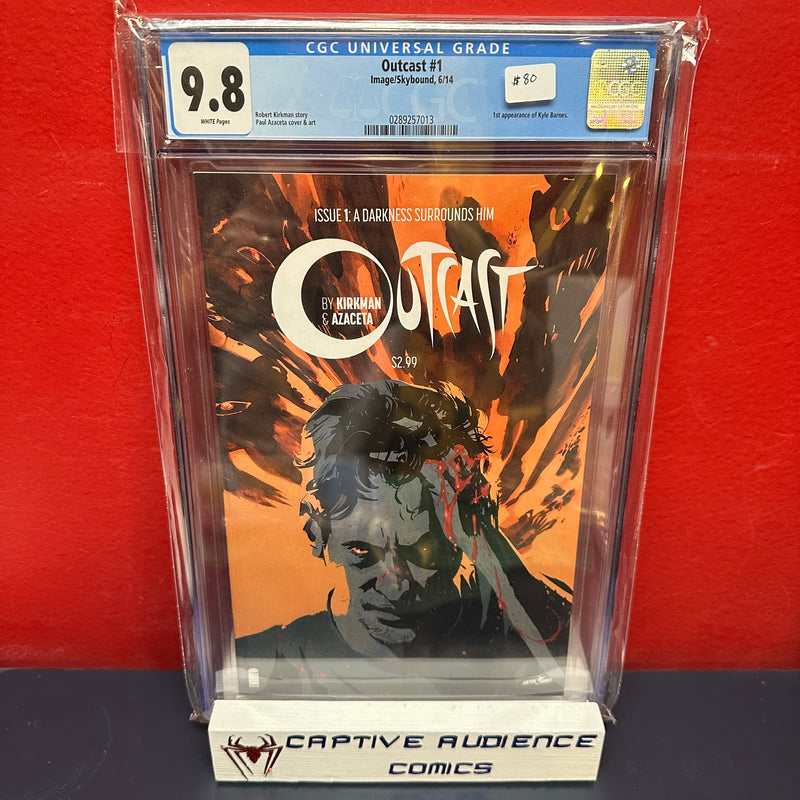 CGC UNIVERSAL GRADE
9.8
WHITE Pages
Outcast #1
Image/Skybound, 6/14
Robert Kirkman story
Paul Azaceta cover & art
0289257013
#80
1st appearance of Kyle Barnes.
CGC
ISSUE 1: A DARKNESS SURROUNDS HIM
OUTCAST
BY KIRKMAN
& AZACETA
$2.99
CAPTIVE AUDIENCE
COMICS